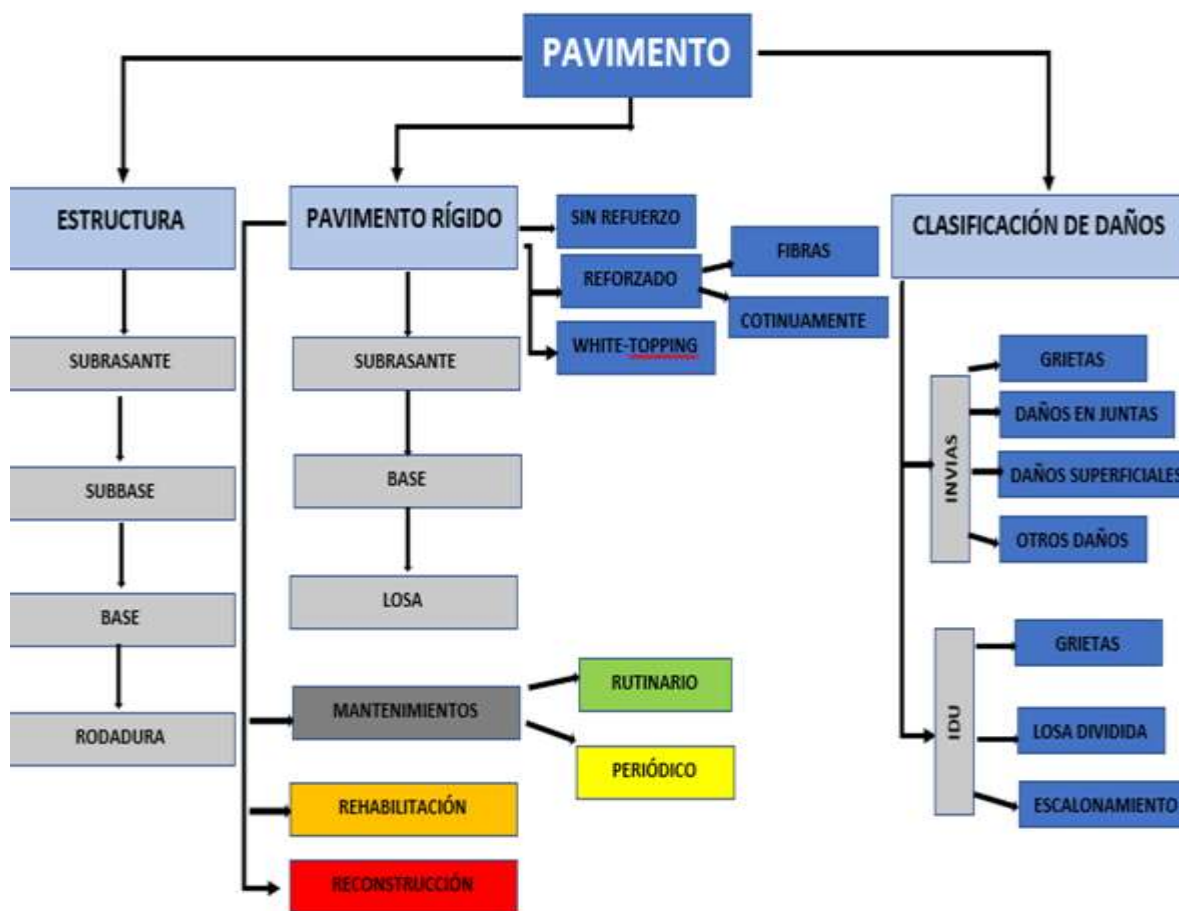 PAVIMENTO
ESTRUCTURA
SUBRASANTE
SUBBASE
BASE
RODADURA
PAVIMENTO RÍGIDO
SIN REFUERZO
REFORZADO
FIBRAS
COTINUAMENTE
WHITE-TOPPING
SUBRASANTE
BASE
LOSA
MANTENIMIENTOS
RUTINARIO
PERIÓDICO
REHABILITACIÓN
RECONSTRUCCIÓN
CLASIFICACIÓN DE DAÑOS
INVIAS
GRIETAS
DAÑOS EN JUNTAS
DAÑOS SUPERFICIALES
OTROS DAÑOS
IDU
GRIETAS
LOSA DIVIDIDA
ESCALONAMIENTO